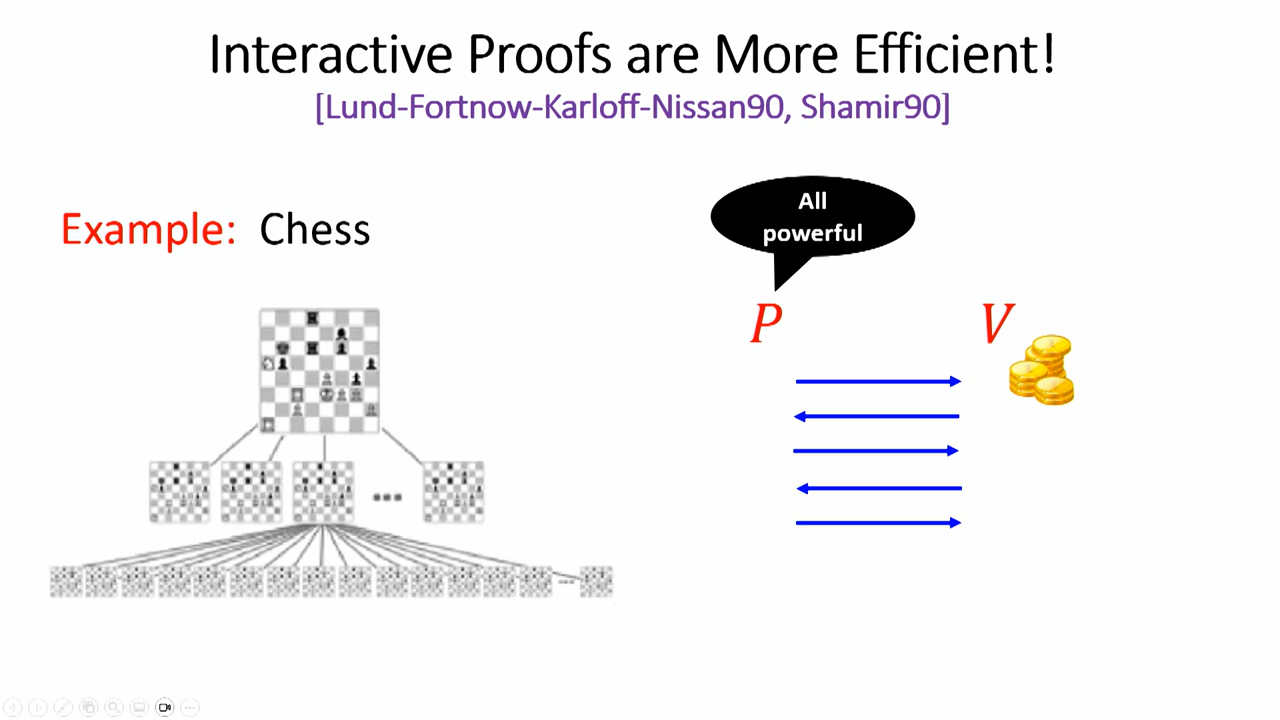 Interactive Proofs are More Efficient!
[Lund-Fortnow-Karloff-Nissan90, Shamir90]
All
powerful
Example: Chess
P
V